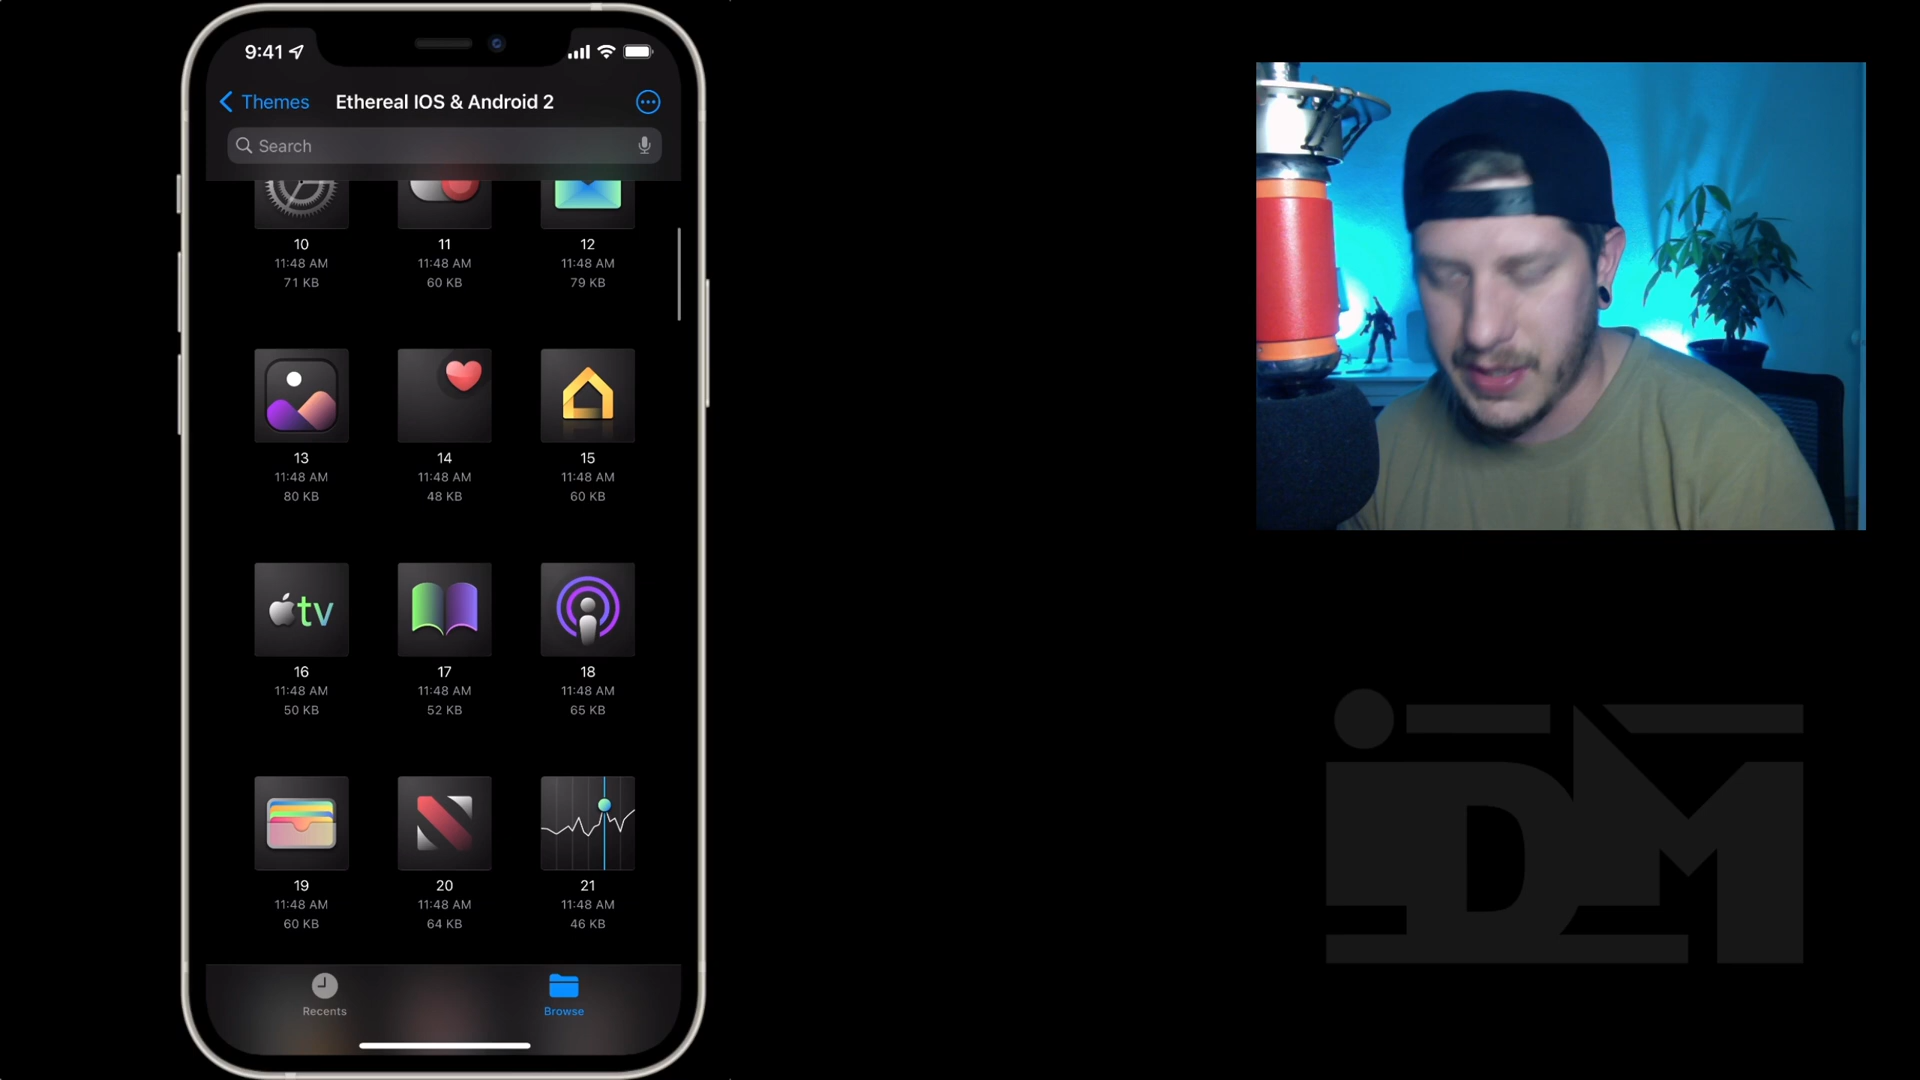 9:41
Themes
Ethereal IOS & Android 2
Search
10
11:48 AM
71 KB
11
11:48 AM
60 KB
12
11:48 AM
79 KB
13
11:48 AM
80 KB
14
11:48 AM
48 KB
15
11:48 AM
60 KB
tv
16
11:48 AM
50 KB
17
11:48 AM
52 KB
18
11:48 AM
65 KB
19
11:48 AM
60 KB
20
11:48 AM
64 KB
21
11:48 AM
46 KB
Recents
Browse
iDM